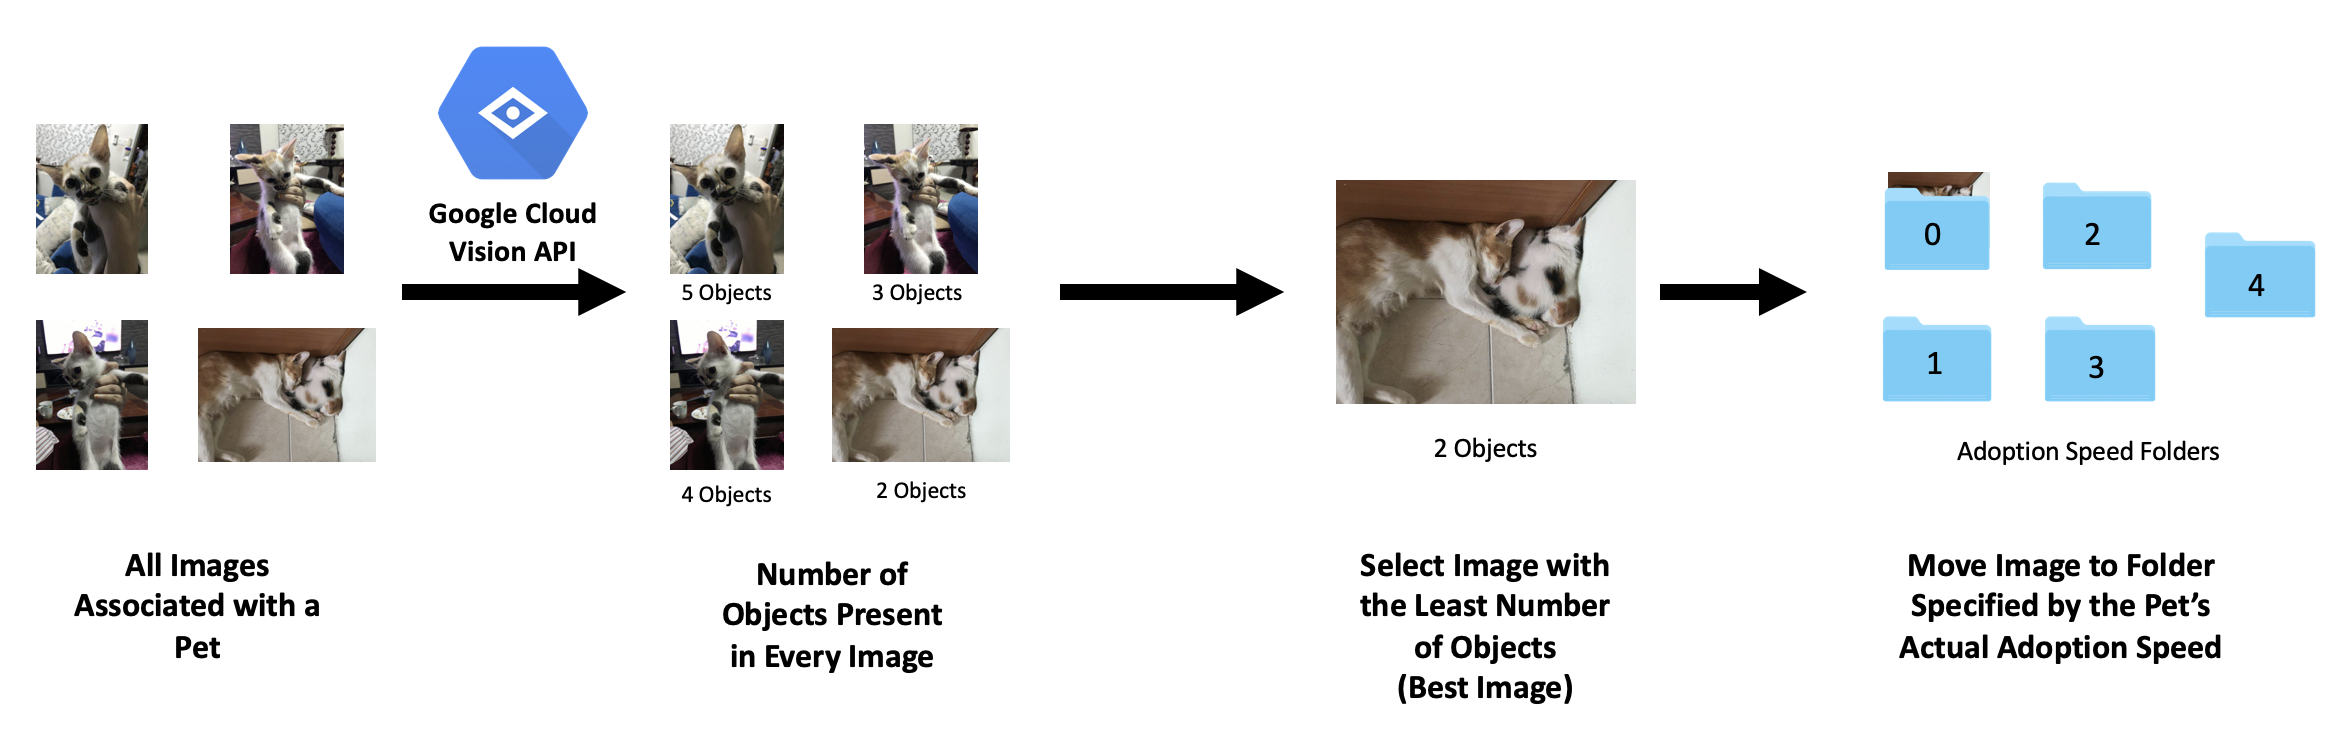 Google Cloud
Vision API
5 Objects
3 Objects
4 Objects
2 Objects
2 Objects
0
2
4
1
3
Adoption Speed Folders
All Images
Associated with a
Pet
Number of
Objects Present
in Every Image
Select Image with
the Least Number
of Objects
(Best Image)
Move Image to Folder
Specified by the Pet’s
Actual Adoption Speed